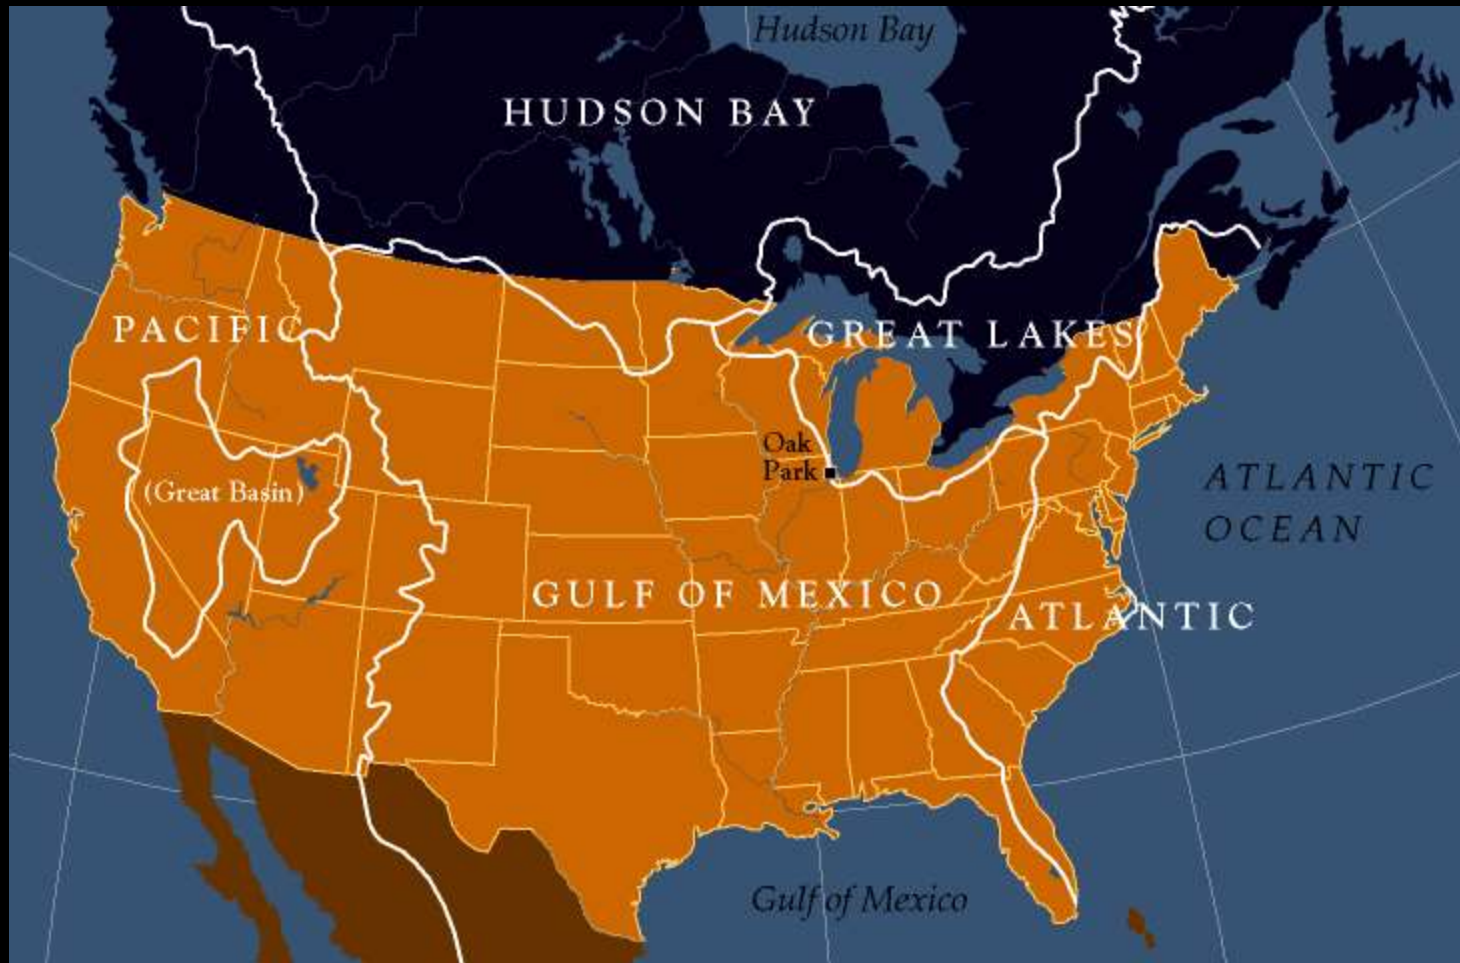 Hudson Bay
HUDSON BAY
PACIFIC
GREAT LAKES
Oak
Park
(Great Basin)
ATLANTIC
OCEAN
GULF OF MEXICO
ATLANTIC
Gulf of Mexico